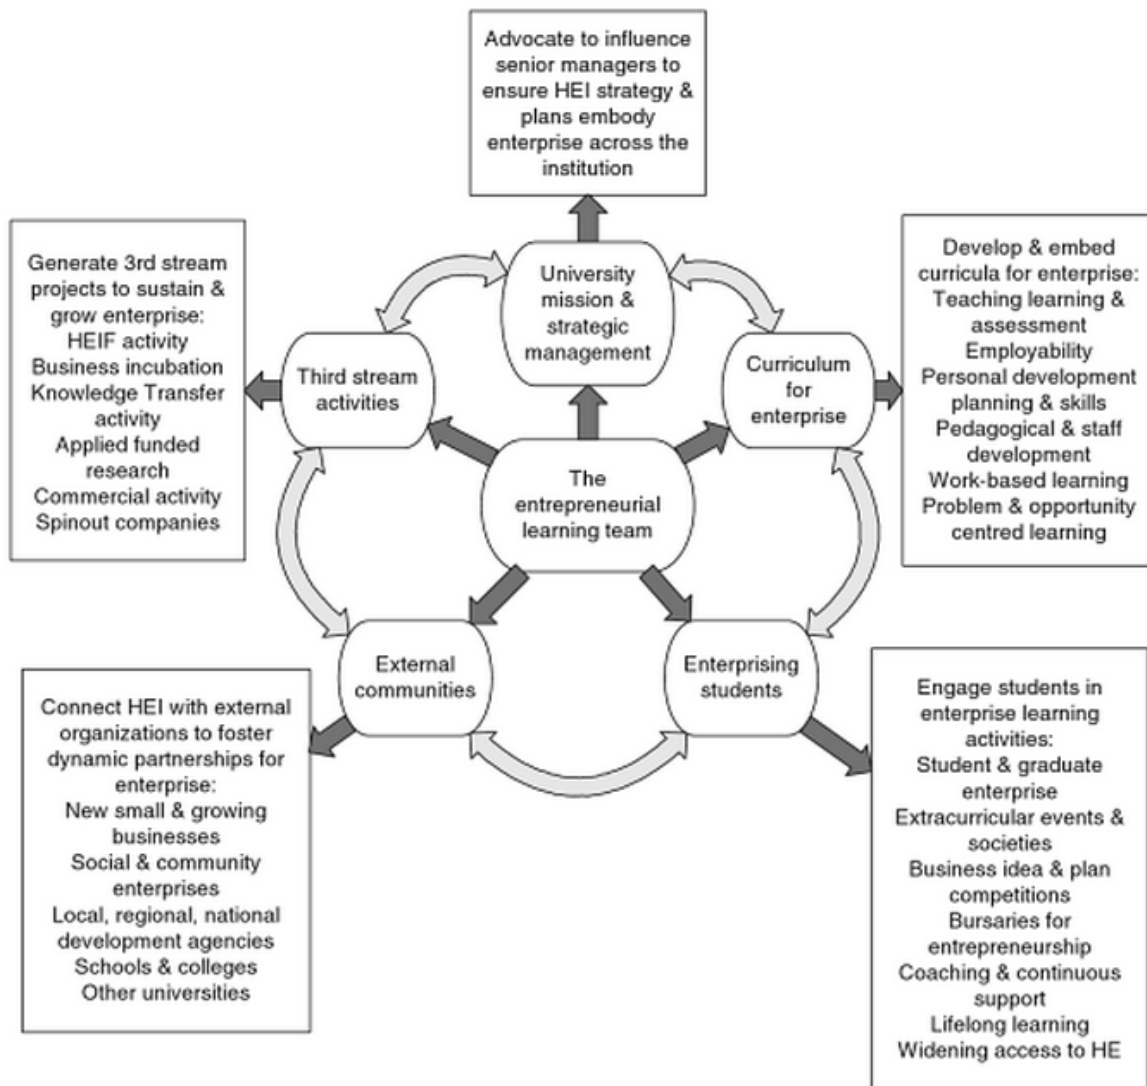 Advocate to influence
senior managers to
ensure HEI strategy &
plans embody
enterprise across the
institution
Generate 3rd stream
projects to sustain &
grow enterprise:
HEIF activity
Business incubation
Knowledge Transfer
activity
Applied funded
research
Commercial activity
Spinout companies
Third stream
activities
University
mission &
strategic
management
Curriculum
for
enterprise
Develop & embed
curricula for enterprise:
Teaching learning &
assessment
Employability
Personal development
planning & skills
Pedagogical & staff
development
Work-based learning
Problem & opportunity
centred learning
The
entrepreneurial
learning team
External
communities
Enterprising
students
Connect HEI with external
organizations to foster
dynamic partnerships for
enterprise:
New small & growing
businesses
Social & community
enterprises
Local, regional, national
development agencies
Schools & colleges
Other universities
Engage students in
enterprise learning
activities:
Student & graduate
enterprise
Extracurricular events &
societies
Business idea & plan
competitions
Bursaries for
entrepreneurship
Coaching & continuous
support
Lifelong learning
Widening access to HE